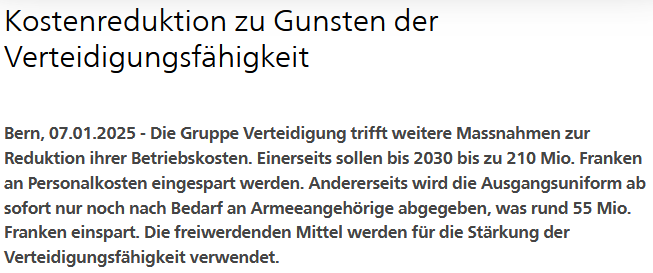 Kostenreduktion zu Gunsten der
Verteidigungsfähigkeit
Bern, 07.01.2025 - Die Gruppe Verteidigung trifft weitere Massnahmen zur
Reduktion ihrer Betriebskosten. Einerseits sollen bis 2030 bis zu 210 Mio. Franken
an Personalkosten eingespart werden. Andererseits wird die Ausgangsuniform ab
sofort nur noch nach Bedarf an Armeeangehörige abgegeben, was rund 55 Mio.
Franken einspart. Die freiwerdenden Mittel werden für die Stärkung der
Verteidigungsfähigkeit verwendet.